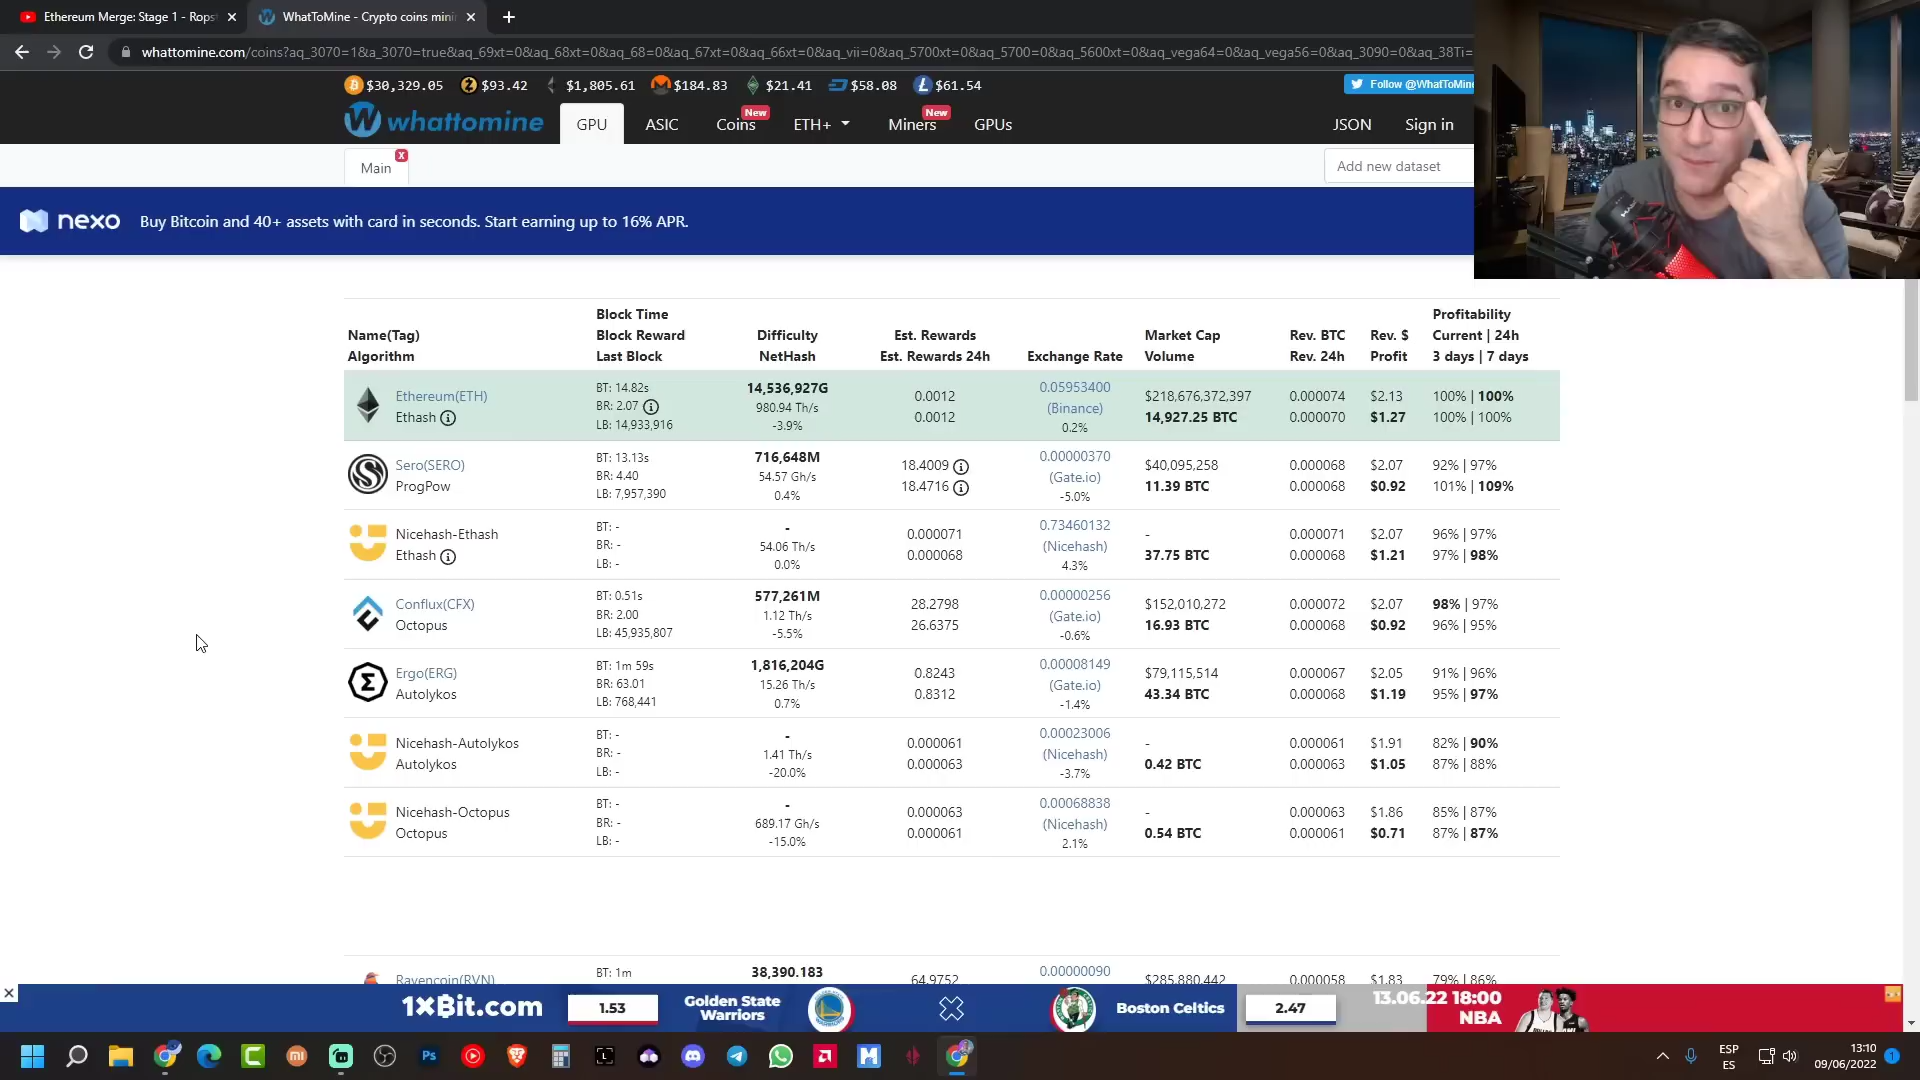 Ethereum Merge: Stage 1 - Rops
WhatToMine - Crypto coins mini
whattomine.com/coins?aq_3070=1&a_3070=true&aq_69xt=0&aq_68xt=0&aq_68=0&aq_67xt=0&aq_66xt=0&aq_vii=0&aq_5700xt=0&aq_5700=0&aq_5600xt=0&aq_vega64=0&aq_vega56=0&aq_3090=0&aq_38Ti=
$30,329.05 $93.42 $1,805.61 $184.83 $21.41 $58.08 $61.54
Follow @WhatToMine
whattomine
GPU ASIC Coins New ETH+ Miners New GPUs JSON Sign in
Main x
Add new dataset
nexo Buy Bitcoin and 40+ assets with card in seconds. Start earning up to 16% APR.
Block Time Profitability
Name(Tag) Block Reward Difficulty Est. Rewards Market Cap Rev. BTC Rev. $ Current | 24h
Algorithm Last Block NetHash Est. Rewards 24h Exchange Rate Volume Rev. 24h Profit 3 days | 7 days
BT: 14.82s 14,536,927G 0.05953400
Ethereum(ETH) 0.0012 $218,676,372,397 0.000074 $2.13 100% | 100%
BR: 2.07 980.94 Th/s (Binance)
Ethash 0.0012 14,927.25 BTC 0.000070 $1.27 100% | 100%
LB: 14,933,916 -3.9% 0.2%
BT: 13.13s 716,648M 0.00000370
Sero(SERO) 18.4009 $40,095,258 0.000068 $2.07 92% | 97%
BR: 4.40 54.57 Gh/s (Gate.io)
ProgPow 18.4716 11.39 BTC 0.000068 $0.92 101% | 109%
LB: 7,957,390 0.4% -5.0%
BT: - - 0.73460132
Nicehash-Ethash 0.000071 - 0.000071 $2.07 96% | 97%
BR: - 54.06 Th/s (Nicehash)
Ethash 0.000068 37.75 BTC 0.000068 $1.21 97% | 98%
LB: - 0.0% 4.3%
BT: 0.51s 577,261M 0.00000256
Conflux(CFX) 28.2798 $152,010,272 0.000072 $2.07 98% | 97%
BR: 2.00 1.12 Th/s (Gate.io)
Octopus 26.6375 16.93 BTC 0.000068 $0.92 96% | 95%
LB: 45,935,807 -5.5% -0.6%
BT: 1m 59s 1,816,204G 0.00008149
Ergo(ERG) 0.8243 $79,115,514 0.000067 $2.05 91% | 96%
BR: 63.01 15.26 Th/s (Gate.io)
Autolykos 0.8312 43.34 BTC 0.000068 $1.19 95% | 97%
LB: 768,441 0.7% -1.4%
BT: - - 0.00023006
Nicehash-Autolykos 0.000061 - 0.000061 $1.91 82% | 90%
BR: - 1.41 Th/s (Nicehash)
Autolykos 0.000063 0.42 BTC 0.000063 $1.05 87% | 88%
LB: - -20.0% -3.7%
BT: - - 0.00068838
Nicehash-Octopus 0.000063 - 0.000063 $1.86 85% | 87%
BR: - 689.17 Gh/s (Nicehash)
Octopus 0.000061 0.54 BTC 0.000061 $0.71 87% | 87%
LB: - -15.0% 2.1%
BT: 1m 38,390.183 0.00000090
Ravencoin(RVN) 64.9752 $285,880,442 0.000058 $1.83 79% | 86%
1xBit.com 1.53 Golden State Warriors Boston Celtics 2.47 13.06.22 18:00 NBA
ESP 13:10
ES 09/06/2022 1